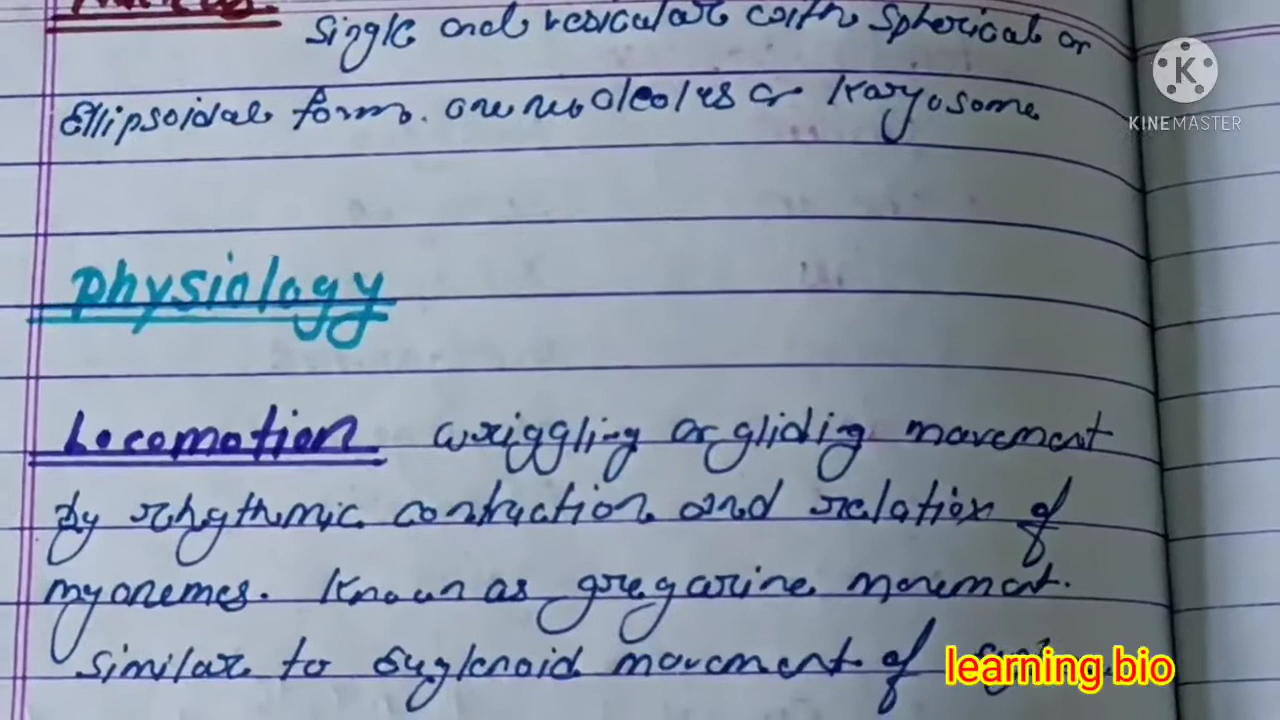 Nucleus.
Single and vesicular with spherical or
Ellipsoidal form. one nucleolus or karyosome
KINEMASTER
Physiology
Locomotion wriggling or gliding movement
by rhythmic contraction and relation of
myonemes. Known as gregarine movement.
similar to Euglenoid movement of
learning bio